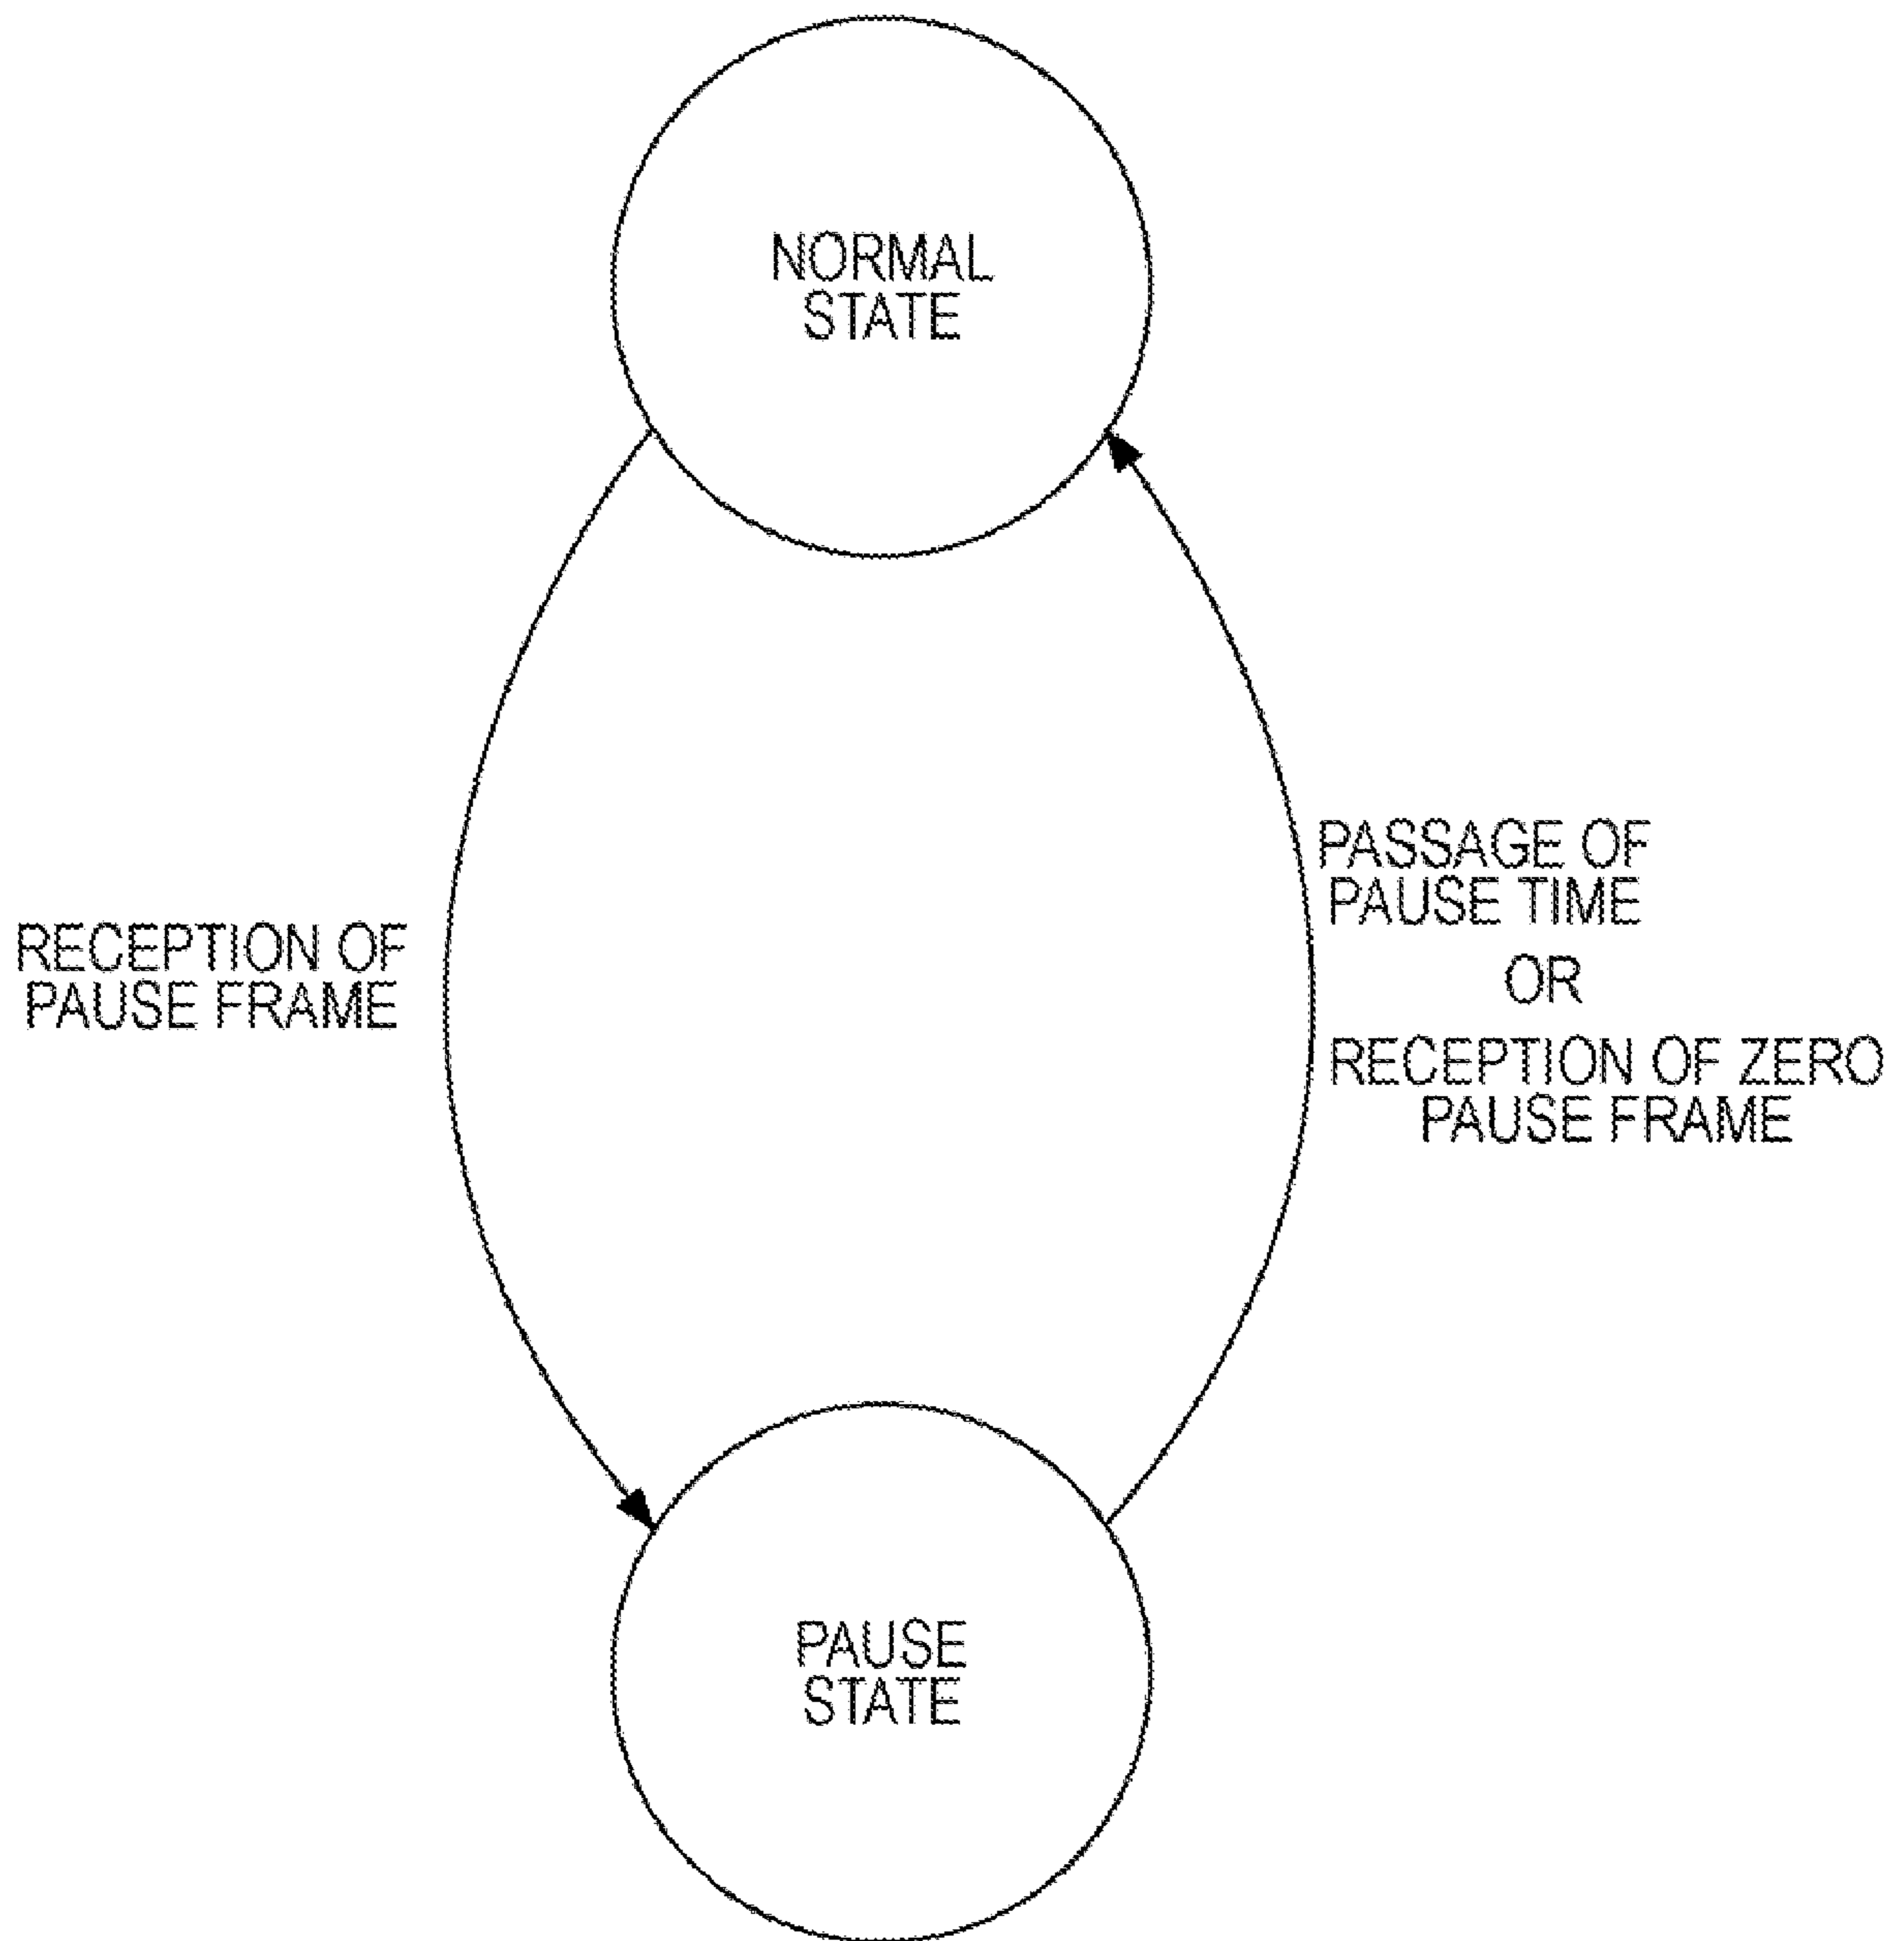 NORMAL
STATE
RECEPTION OF
PAUSE FRAME
PASSAGE OF
PAUSE TIME
OR
RECEPTION OF ZERO
PAUSE FRAME
PAUSE
STATE